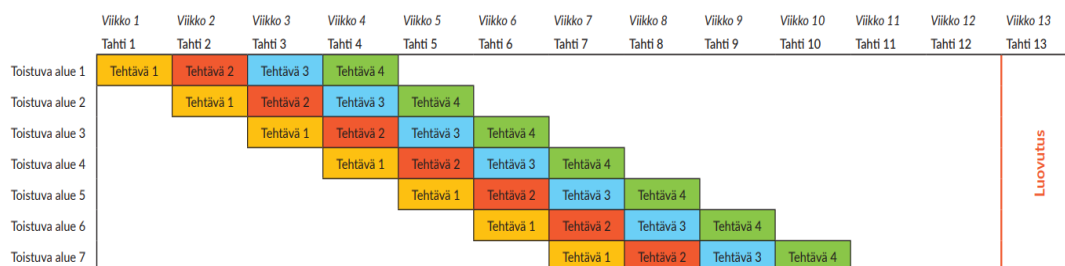 Viikko 1 Viikko 2 Viikko 3 Viikko 4 Viikko 5 Viikko 6 Viikko 7 Viikko 8 Viikko 9 Viikko 10 Viikko 11 Viikko 12 Viikko 13
Tahti 1 Tahti 2 Tahti 3 Tahti 4 Tahti 5 Tahti 6 Tahti 7 Tahti 8 Tahti 9 Tahti 10 Tahti 11 Tahti 12 Tahti 13
Toistuva alue 1 Tehtävä 1 Tehtävä 2 Tehtävä 3 Tehtävä 4
Toistuva alue 2 Tehtävä 1 Tehtävä 2 Tehtävä 3 Tehtävä 4
Toistuva alue 3 Tehtävä 1 Tehtävä 2 Tehtävä 3 Tehtävä 4
Toistuva alue 4 Tehtävä 1 Tehtävä 2 Tehtävä 3 Tehtävä 4
Toistuva alue 5 Tehtävä 1 Tehtävä 2 Tehtävä 3 Tehtävä 4
Toistuva alue 6 Tehtävä 1 Tehtävä 2 Tehtävä 3 Tehtävä 4
Toistuva alue 7 Tehtävä 1 Tehtävä 2 Tehtävä 3 Tehtävä 4
Luovutus